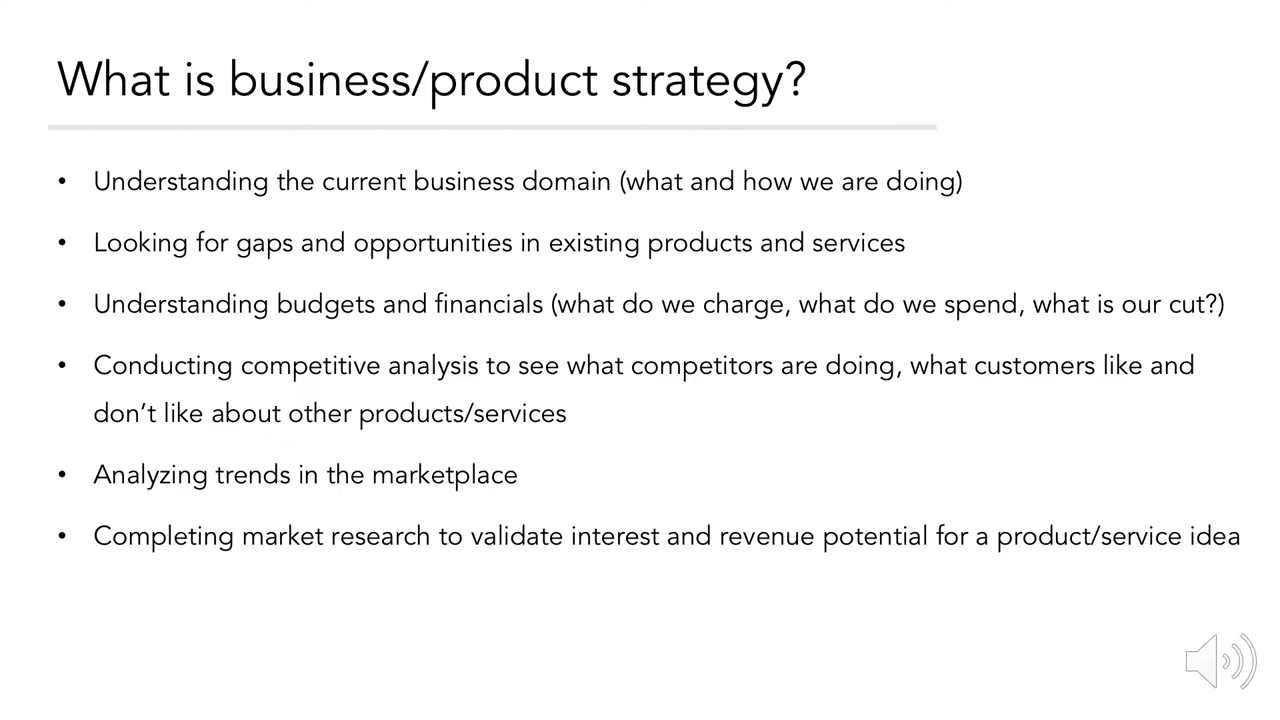 What is business/product strategy?
• Understanding the current business domain (what and how we are doing)
• Looking for gaps and opportunities in existing products and services
• Understanding budgets and financials (what do we charge, what do we spend, what is our cut?)
• Conducting competitive analysis to see what competitors are doing, what customers like and
don’t like about other products/services
• Analyzing trends in the marketplace
• Completing market research to validate interest and revenue potential for a product/service idea